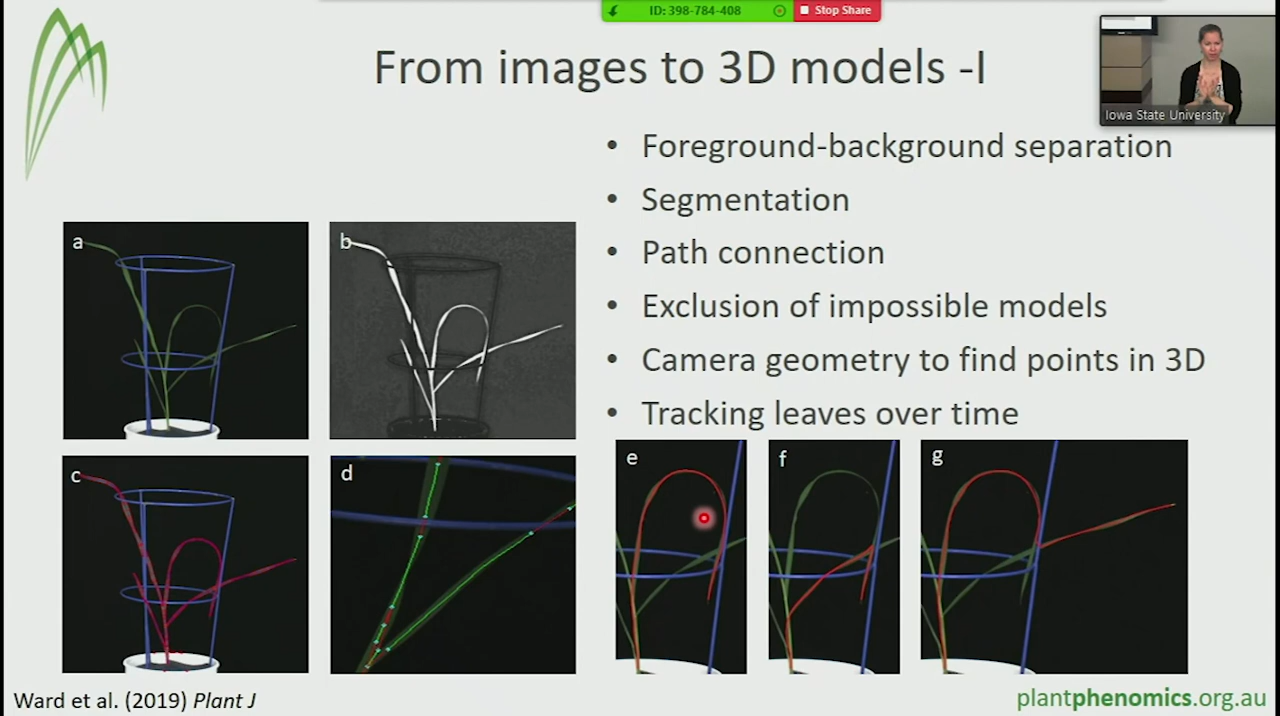 ID: 398-784-408
Stop Share
From images to 3D models -I
Iowa State University
• Foreground-background separation
• Segmentation
• Path connection
• Exclusion of impossible models
• Camera geometry to find points in 3D
• Tracking leaves over time
a
b
c
d
e
f
g
Ward et al. (2019) Plant J
plantphenomics.org.au